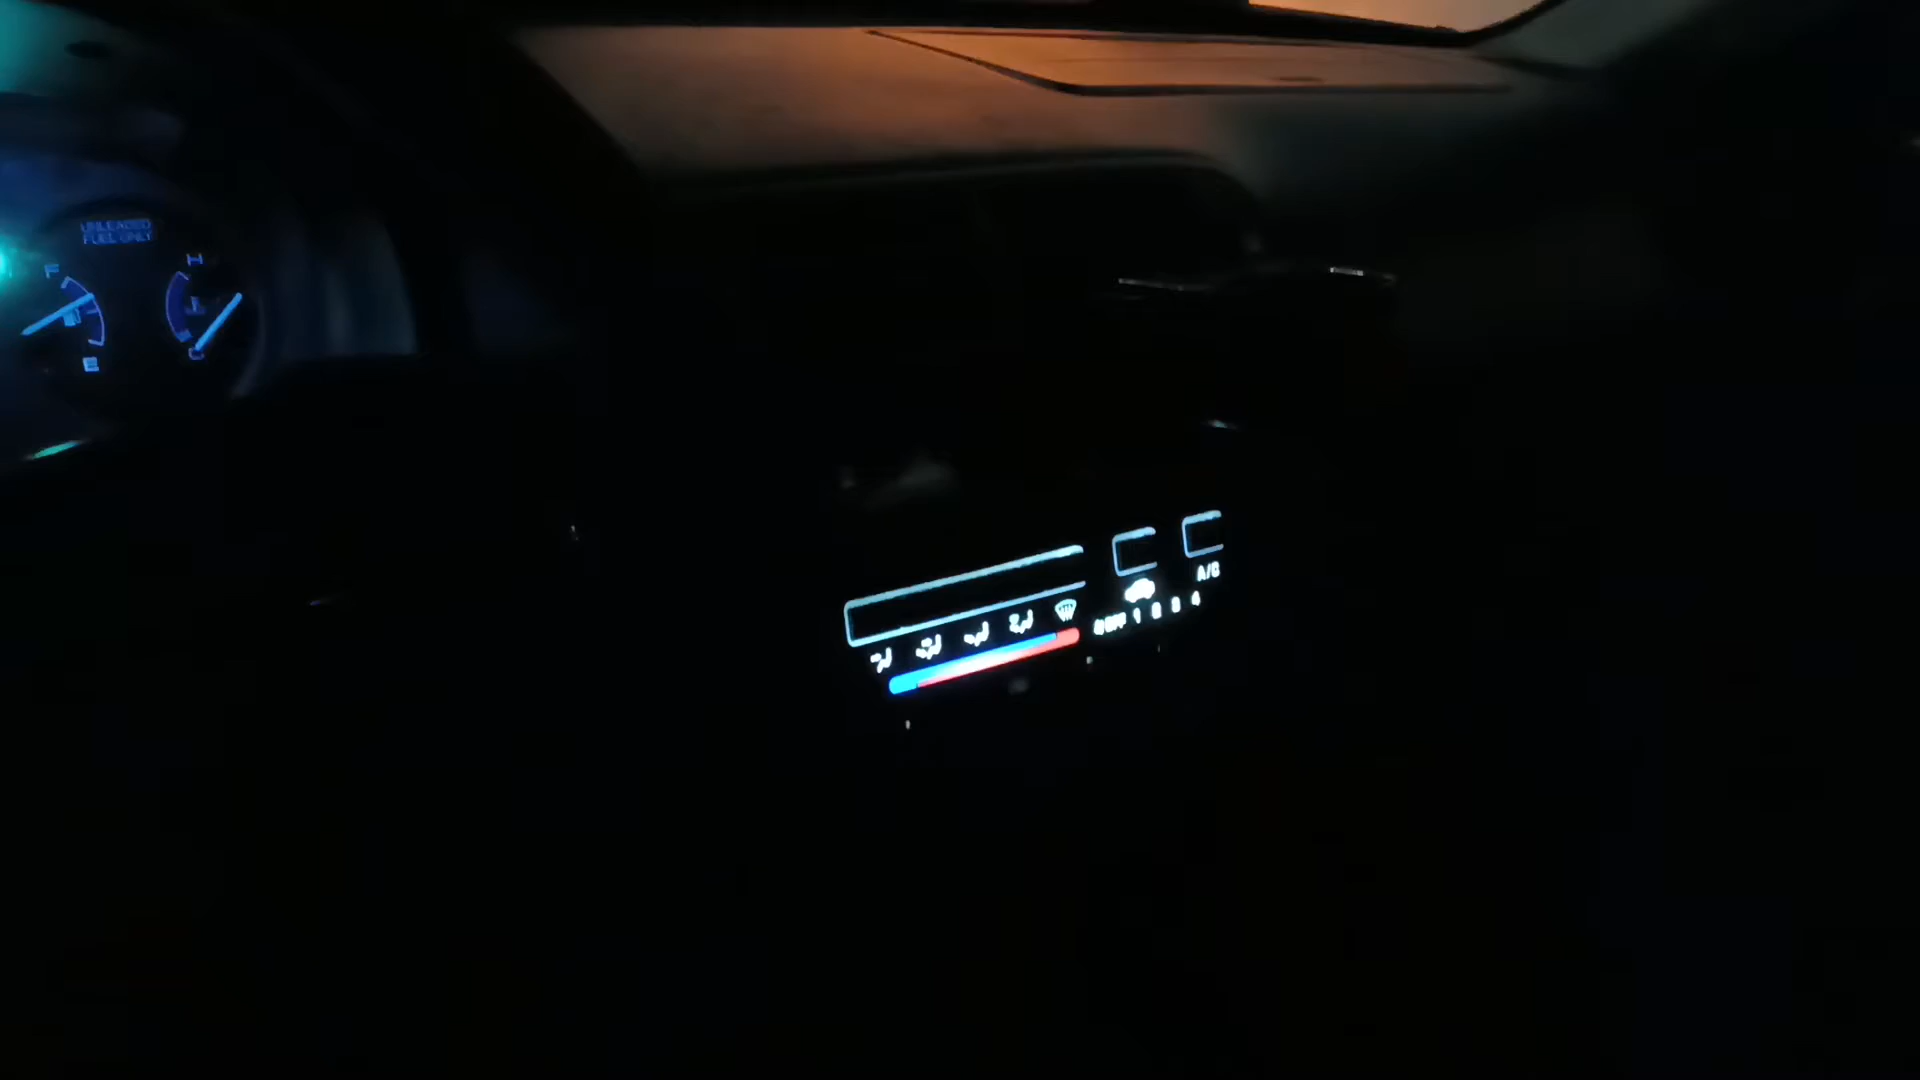 UNLEADED
FUEL ONLY
F
H
E
C
A/C
OFF 1 2 3 4